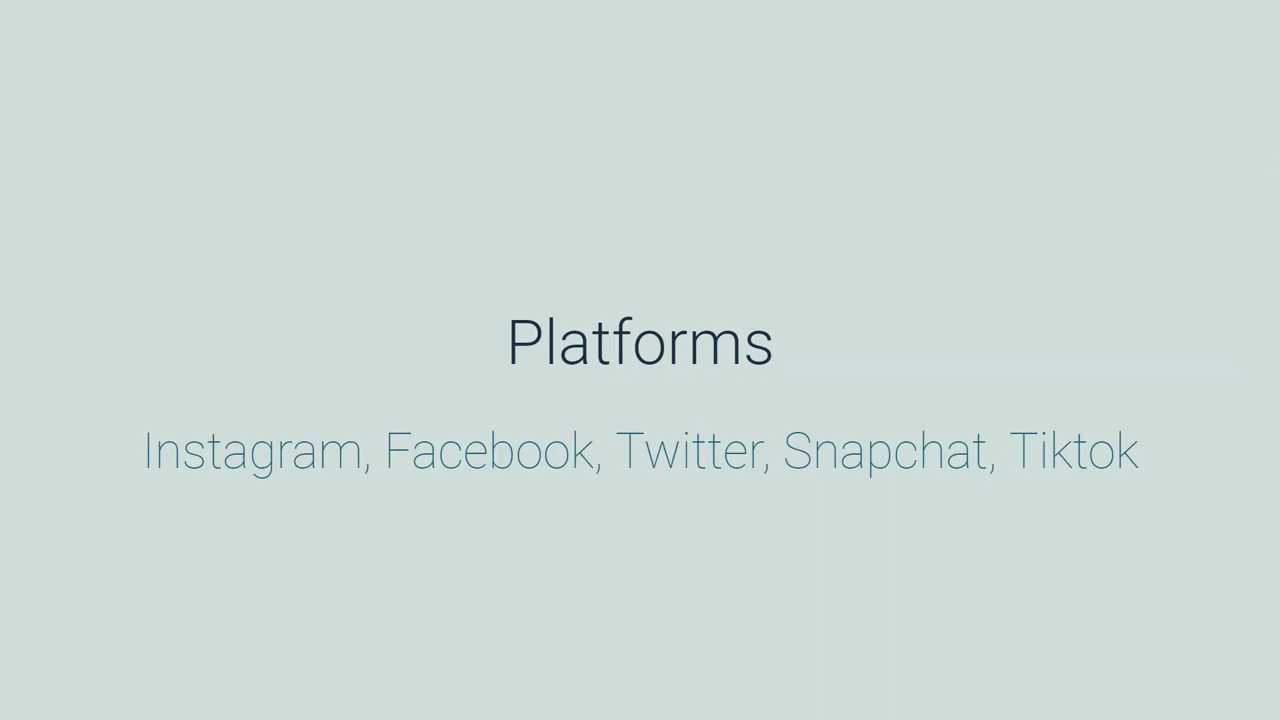 Platforms
Instagram, Facebook, Twitter, Snapchat, Tiktok